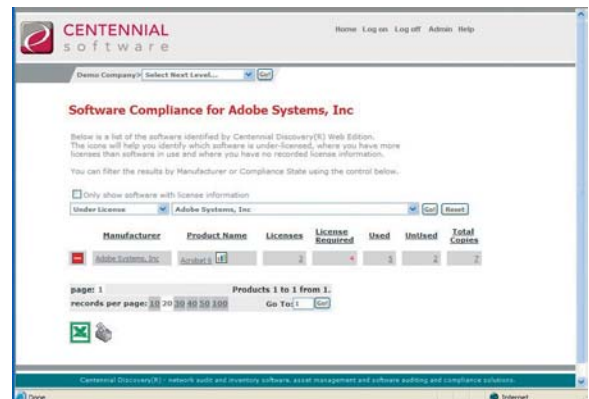 CENTENNIAL
software
Home Log on Log off Admin Help
Demo Company> Select Next Level... Go!
Software Compliance for Adobe Systems, Inc
Below is a list of the software identified by Centennial Discovery(R) Web Edition.
The icons will help you identify which software is under-licensed, where you have more
licenses than software in use and where you have no recorded license information.
You can filter the results by Manufacturer or Compliance State using the control below.
Only show software with license information
Under License Adobe Systems, Inc Go! Reset
Manufacturer Product Name Licenses License Required Used UnUsed Total Copies
Adobe Systems, Inc Acrobat 6 2 7
page: 1 Products 1 to 1 from 1.
records per page: 10 20 30 40 50 100 Go To: 1 Go!
Centennial Discovery(R) - network audit and inventory software, asset management and software auditing and compliance solutions.
Done Internet